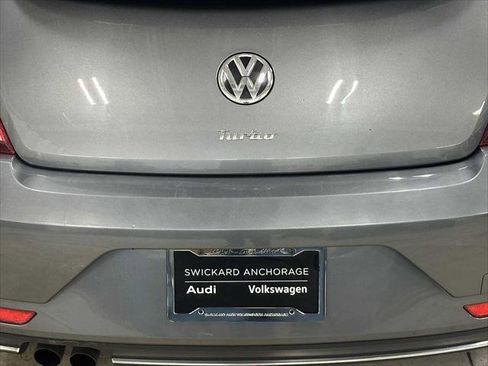 Turbo
SWICKARD ANCHORAGE
Audi Volkswagen